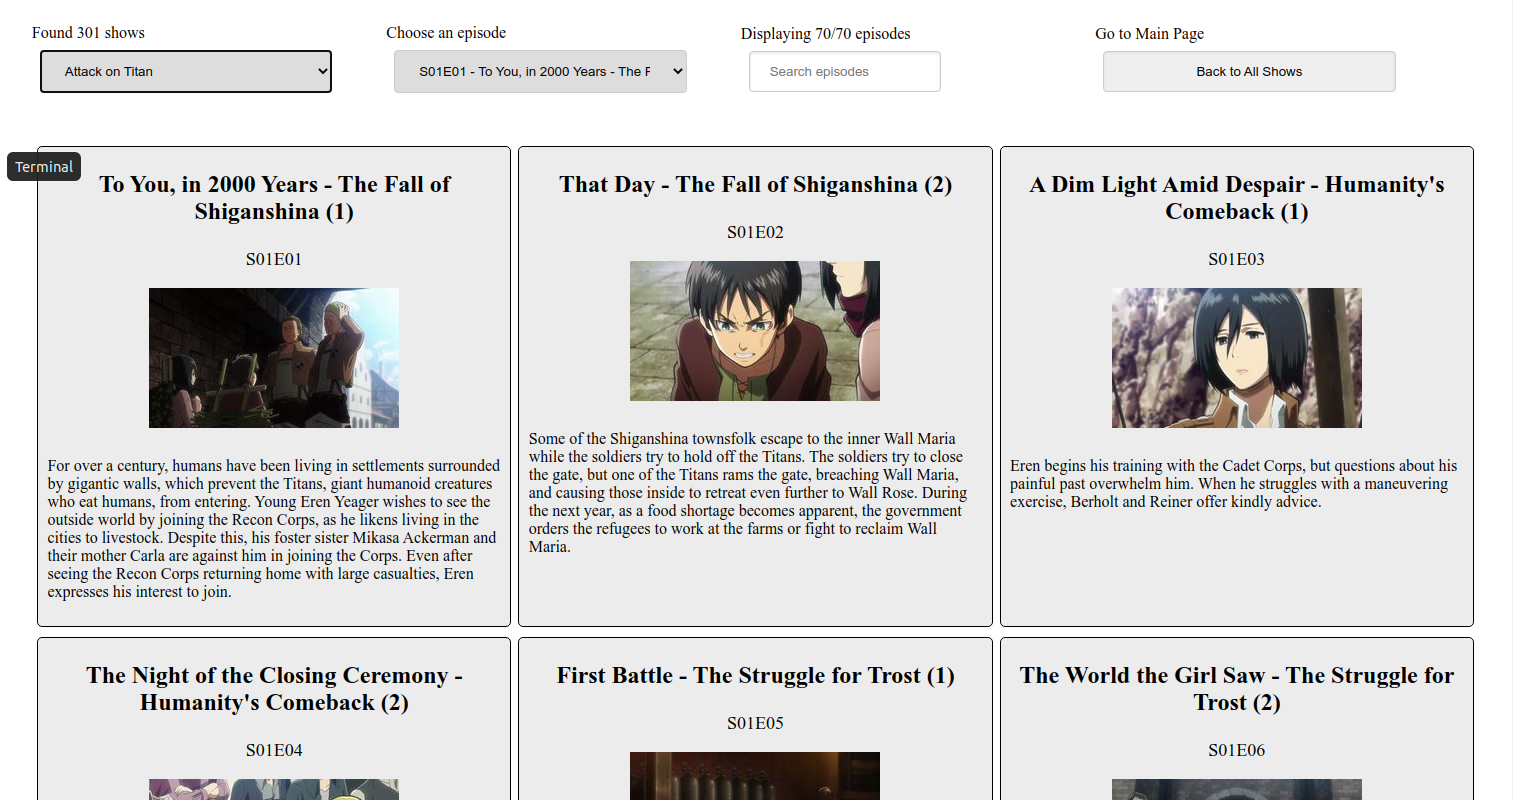 Found 301 shows
Choose an episode
Displaying 70/70 episodes
Go to Main Page
Attack on Titan
S01E01 - To You, in 2000 Years - The F
Search episodes
Back to All Shows
Terminal
To You, in 2000 Years - The Fall of
Shiganshina (1)
S01E01
For over a century, humans have been living in settlements surrounded
by gigantic walls, which prevent the Titans, giant humanoid creatures
who eat humans, from entering. Young Eren Yeager wishes to see the
outside world by joining the Recon Corps, as he likens living in the
cities to livestock. Despite this, his foster sister Mikasa Ackerman and
their mother Carla are against him in joining the Corps. Even after
seeing the Recon Corps returning home with large casualties, Eren
expresses his interest to join.
That Day - The Fall of Shiganshina (2)
S01E02
Some of the Shiganshina townsfolk escape to the inner Wall Maria
while the soldiers try to hold off the Titans. The soldiers try to close
the gate, but one of the Titans rams the gate, breaching Wall Maria,
and causing those inside to retreat even further to Wall Rose. During
the next year, as a food shortage becomes apparent, the government
orders the refugees to work at the farms or fight to reclaim Wall
Maria.
A Dim Light Amid Despair - Humanity's
Comeback (1)
S01E03
Eren begins his training with the Cadet Corps, but questions about his
painful past overwhelm him. When he struggles with a maneuvering
exercise, Berholt and Reiner offer kindly advice.
The Night of the Closing Ceremony -
Humanity's Comeback (2)
S01E04
First Battle - The Struggle for Trost (1)
S01E05
The World the Girl Saw - The Struggle for
Trost (2)
S01E06